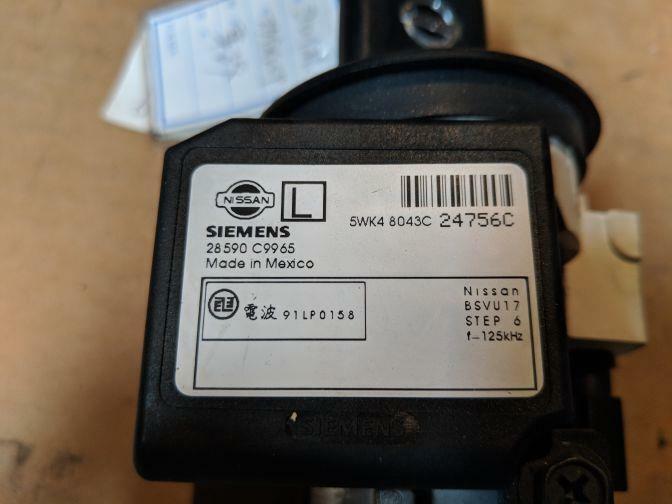 NISSAN
L
SIEMENS
28590 C9965
Made in Mexico
5WK4 8043C 24756C
電波 91LP0158
Nissan
BSVU17
STEP 6
f-125kHz
SIEMENS